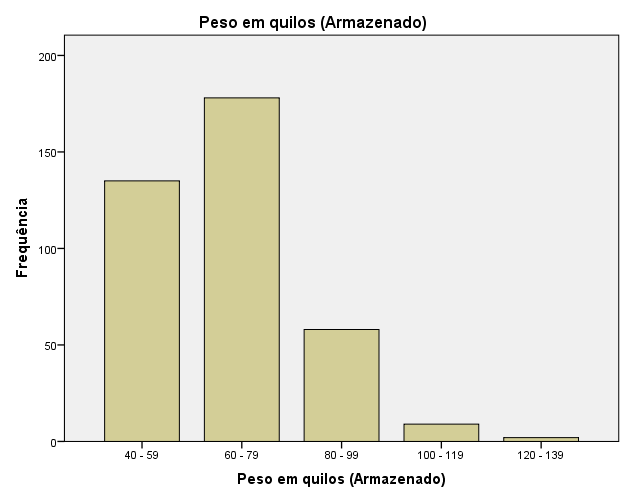 Peso em quilos (Armazenado)
200
150
100
50
0
Frequência
40 - 59
60 - 79
80 - 99
100 - 119
120 - 139
Peso em quilos (Armazenado)